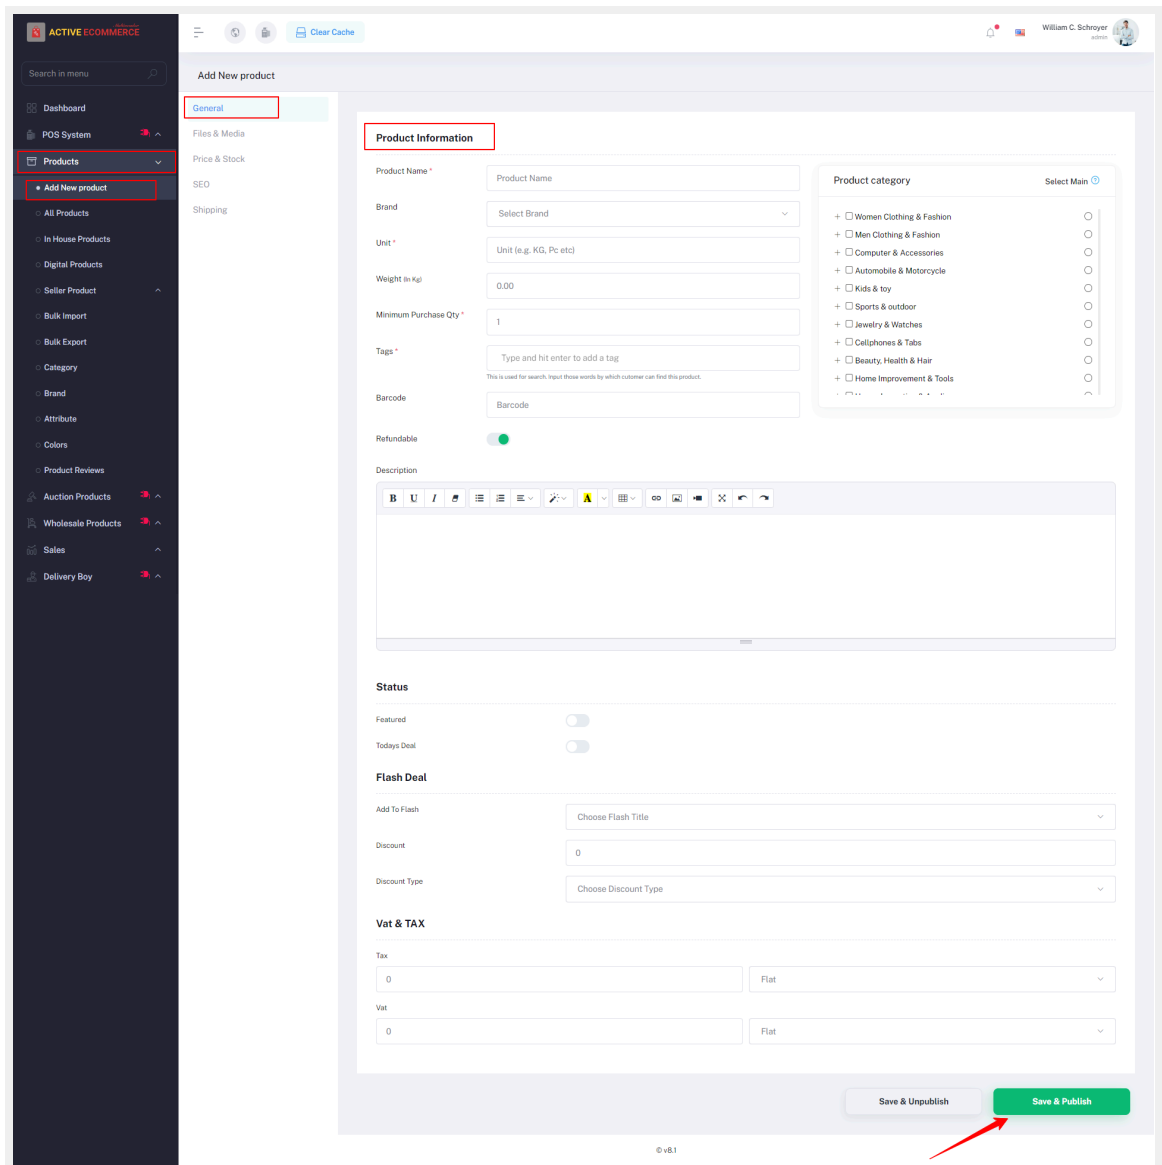 ACTIVE ECOMMERCE
Clear Cache
William C. Schroyer
admin
Search in menu
Add New product
Dashboard
POS System
Products
Add New product
All Products
In House Products
Digital Products
Seller Product
Bulk Import
Bulk Export
Category
Brand
Attribute
Colors
Product Reviews
Auction Products
Wholesale Products
Sales
Delivery Boy
General
Files & Media
Price & Stock
SEO
Shipping
Product Information
Product Name *
Product Name
Brand
Select Brand
Unit *
Unit (e.g. KG, Pc etc)
Weight (In Kg)
0.00
Minimum Purchase Qty *
1
Tags *
Type and hit enter to add a tag
This is used for search. Input those words by which cutomer can find this product.
Barcode
Barcode
Refundable
Product category
Select Main
Women Clothing & Fashion
Men Clothing & Fashion
Computer & Accessories
Automobile & Motorcycle
Kids & toy
Sports & outdoor
Jewelry & Watches
Cellphones & Tabs
Beauty, Health & Hair
Home Improvement & Tools
Description
B U I A
Status
Featured
Todays Deal
Flash Deal
Add To Flash
Choose Flash Title
Discount
0
Discount Type
Choose Discount Type
Vat & TAX
Tax
0 Flat
Vat
0 Flat
Save & Unpublish
Save & Publish
© v8.1